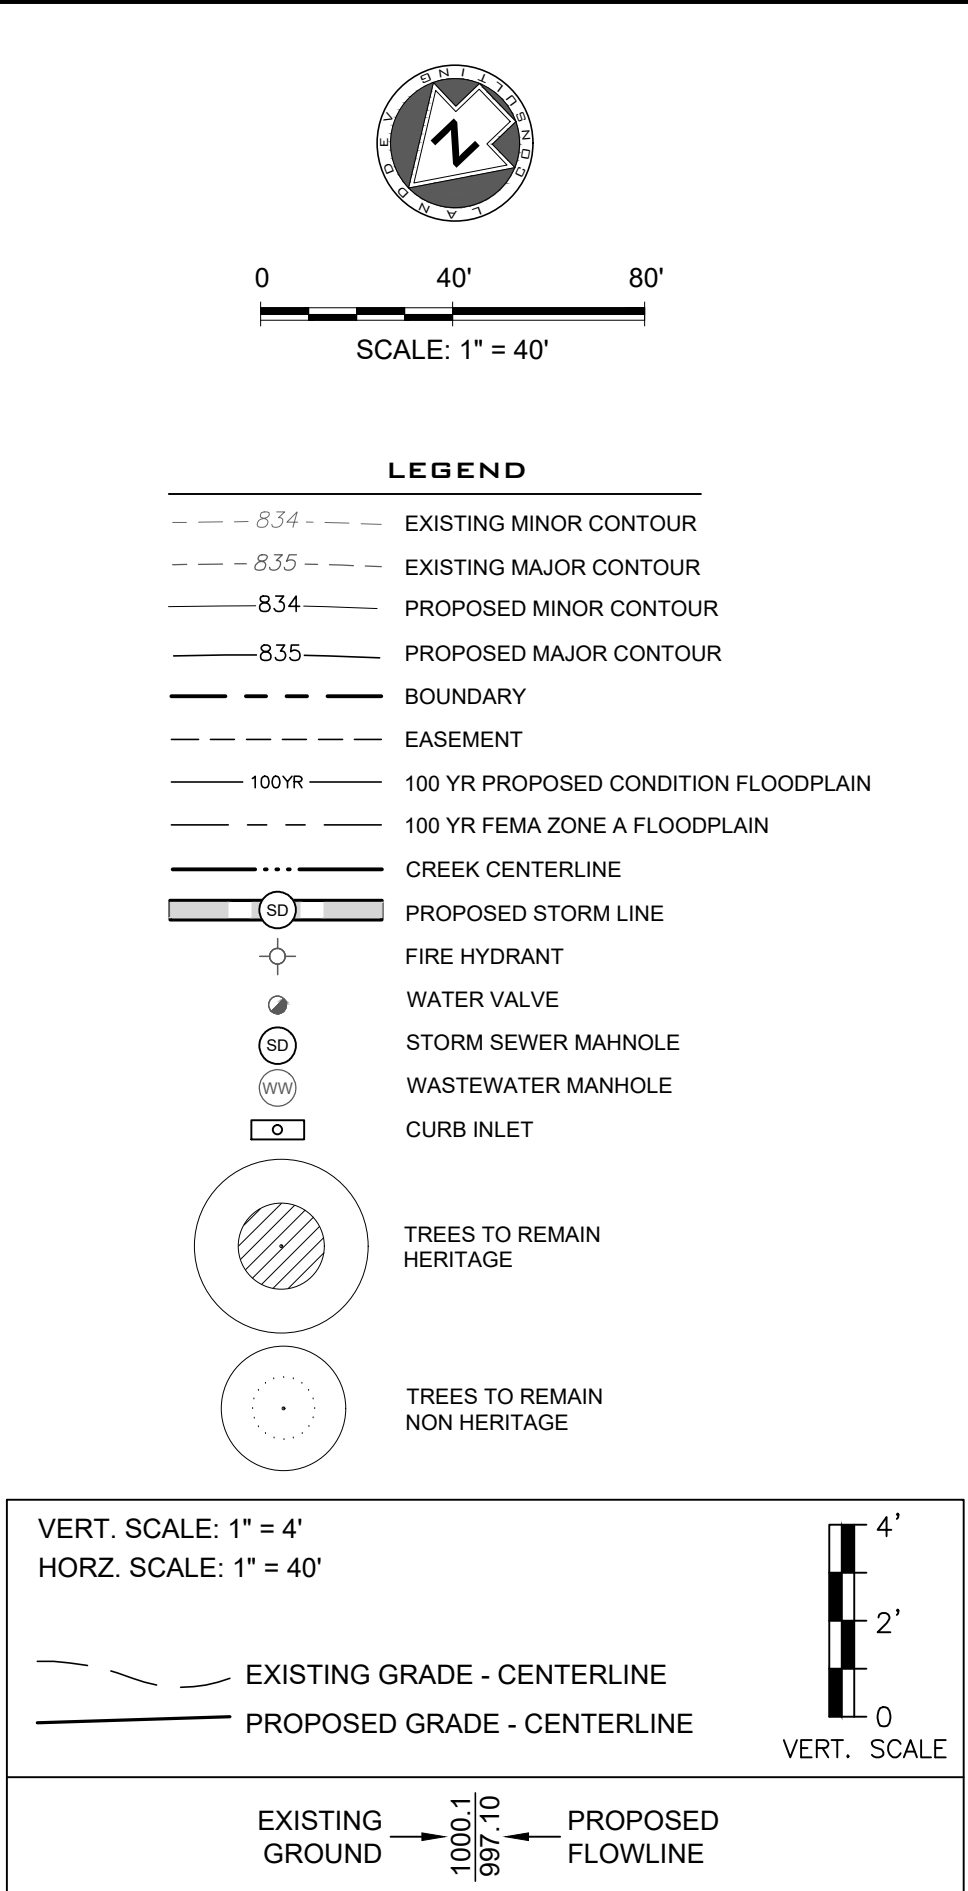 LANDDEV CONSULTING
N
0 40' 80'
SCALE: 1" = 40'
LEGEND
834 EXISTING MINOR CONTOUR
835 EXISTING MAJOR CONTOUR
834 PROPOSED MINOR CONTOUR
835 PROPOSED MAJOR CONTOUR
BOUNDARY
EASEMENT
100YR 100 YR PROPOSED CONDITION FLOODPLAIN
100 YR FEMA ZONE A FLOODPLAIN
CREEK CENTERLINE
SD PROPOSED STORM LINE
FIRE HYDRANT
WATER VALVE
SD STORM SEWER MAHNOLE
WW WASTEWATER MANHOLE
CURB INLET
TREES TO REMAIN
HERITAGE
TREES TO REMAIN
NON HERITAGE
VERT. SCALE: 1" = 4'
HORZ. SCALE: 1" = 40'
4'
2'
0
VERT. SCALE
EXISTING GRADE - CENTERLINE
PROPOSED GRADE - CENTERLINE
EXISTING
GROUND
1000.1
997.10
PROPOSED
FLOWLINE